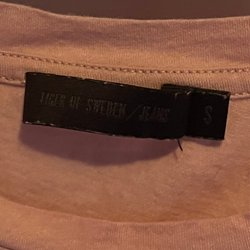 TIGER OF SWEDEN / JEANS S